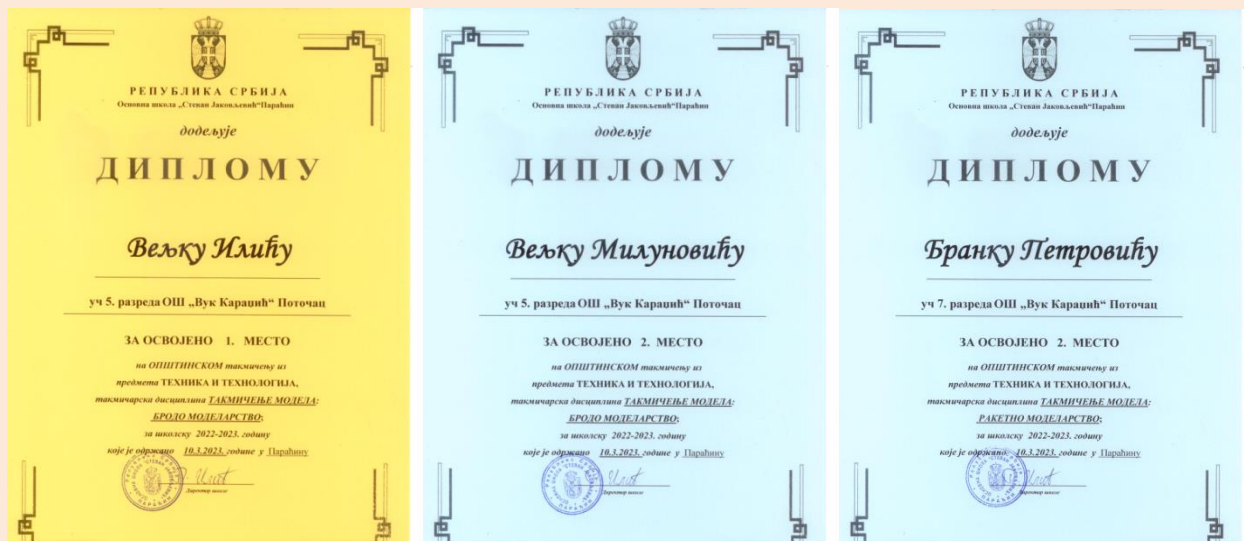 РЕПУБЛИКА СРБИЈА
Основна школа „Стеван Јаковљевић“Параћин
додељује
ДИПЛОМУ
Вељку Илићу
уч 5. разреда ОШ „Вук Караџић“ Поточац
ЗА ОСВОЈЕНО 1. МЕСТО
на ОПШТИНСКОМ такмичењу из
предмета ТЕХНИКА И ТЕХНОЛОГИЈА,
такмичарска дисциплина ТАКМИЧЕЊЕ МОДЕЛА:
БРОДО МОДЕЛАРСТВО;
за школску 2022-2023. годину
које је одржано 10.3.2023. године у Параћину
Директор школе
РЕПУБЛИКА СРБИЈА
Основна школа „Стеван Јаковљевић“Параћин
додељује
ДИПЛОМУ
Вељку Милуновићу
уч 5. разреда ОШ „Вук Караџић“ Поточац
ЗА ОСВОЈЕНО 2. МЕСТО
на ОПШТИНСКОМ такмичењу из
предмета ТЕХНИКА И ТЕХНОЛОГИЈА,
такмичарска дисциплина ТАКМИЧЕЊЕ МОДЕЛА:
БРОДО МОДЕЛАРСТВО;
за школску 2022-2023. годину
које је одржано 10.3.2023. године у Параћину
Директор школе
РЕПУБЛИКА СРБИЈА
Основна школа „Стеван Јаковљевић“Параћин
додељује
ДИПЛОМУ
Бранку Петровићу
уч 7. разреда ОШ „Вук Караџић“ Поточац
ЗА ОСВОЈЕНО 2. МЕСТО
на ОПШТИНСКОМ такмичењу из
предмета ТЕХНИКА И ТЕХНОЛОГИЈА,
такмичарска дисциплина ТАКМИЧЕЊЕ МОДЕЛА:
РАКЕТНО МОДЕЛАРСТВО;
за школску 2022-2023. годину
које је одржано 10.3.2023. године у Параћину
Директор школе